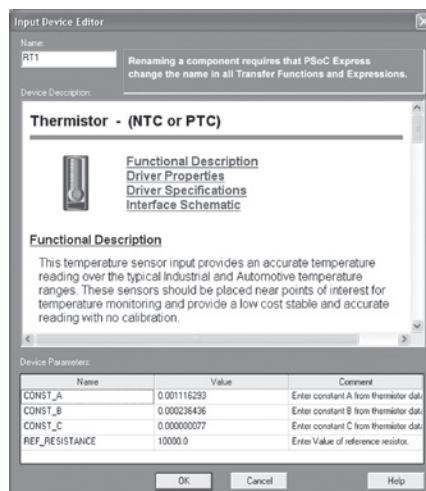 Input Device Editor
Name:
RT1
Renaming a component requires that PSoC Express
change the name in all Transfer Functions and Expressions.
Device Description:
Thermistor - (NTC or PTC)
Functional Description
Driver Properties
Driver Specifications
Interface Schematic
Functional Description
This temperature sensor input provides an accurate temperature
reading over the typical Industrial and Automotive temperature
ranges. These sensors should be placed near points of interest for
temperature monitoring and provide a low cost stable and accurate
reading with no calibration.
Device Parameters:
Name Value Comment
CONST_A 0.001116293 Enter constant A from thermistor data
CONST_B 0.000236436 Enter constant B from thermistor data
CONST_C 0.000000077 Enter constant C from thermistor data
REF_RESISTANCE 10000.0 Enter Value of reference resistor.
OK Cancel Help